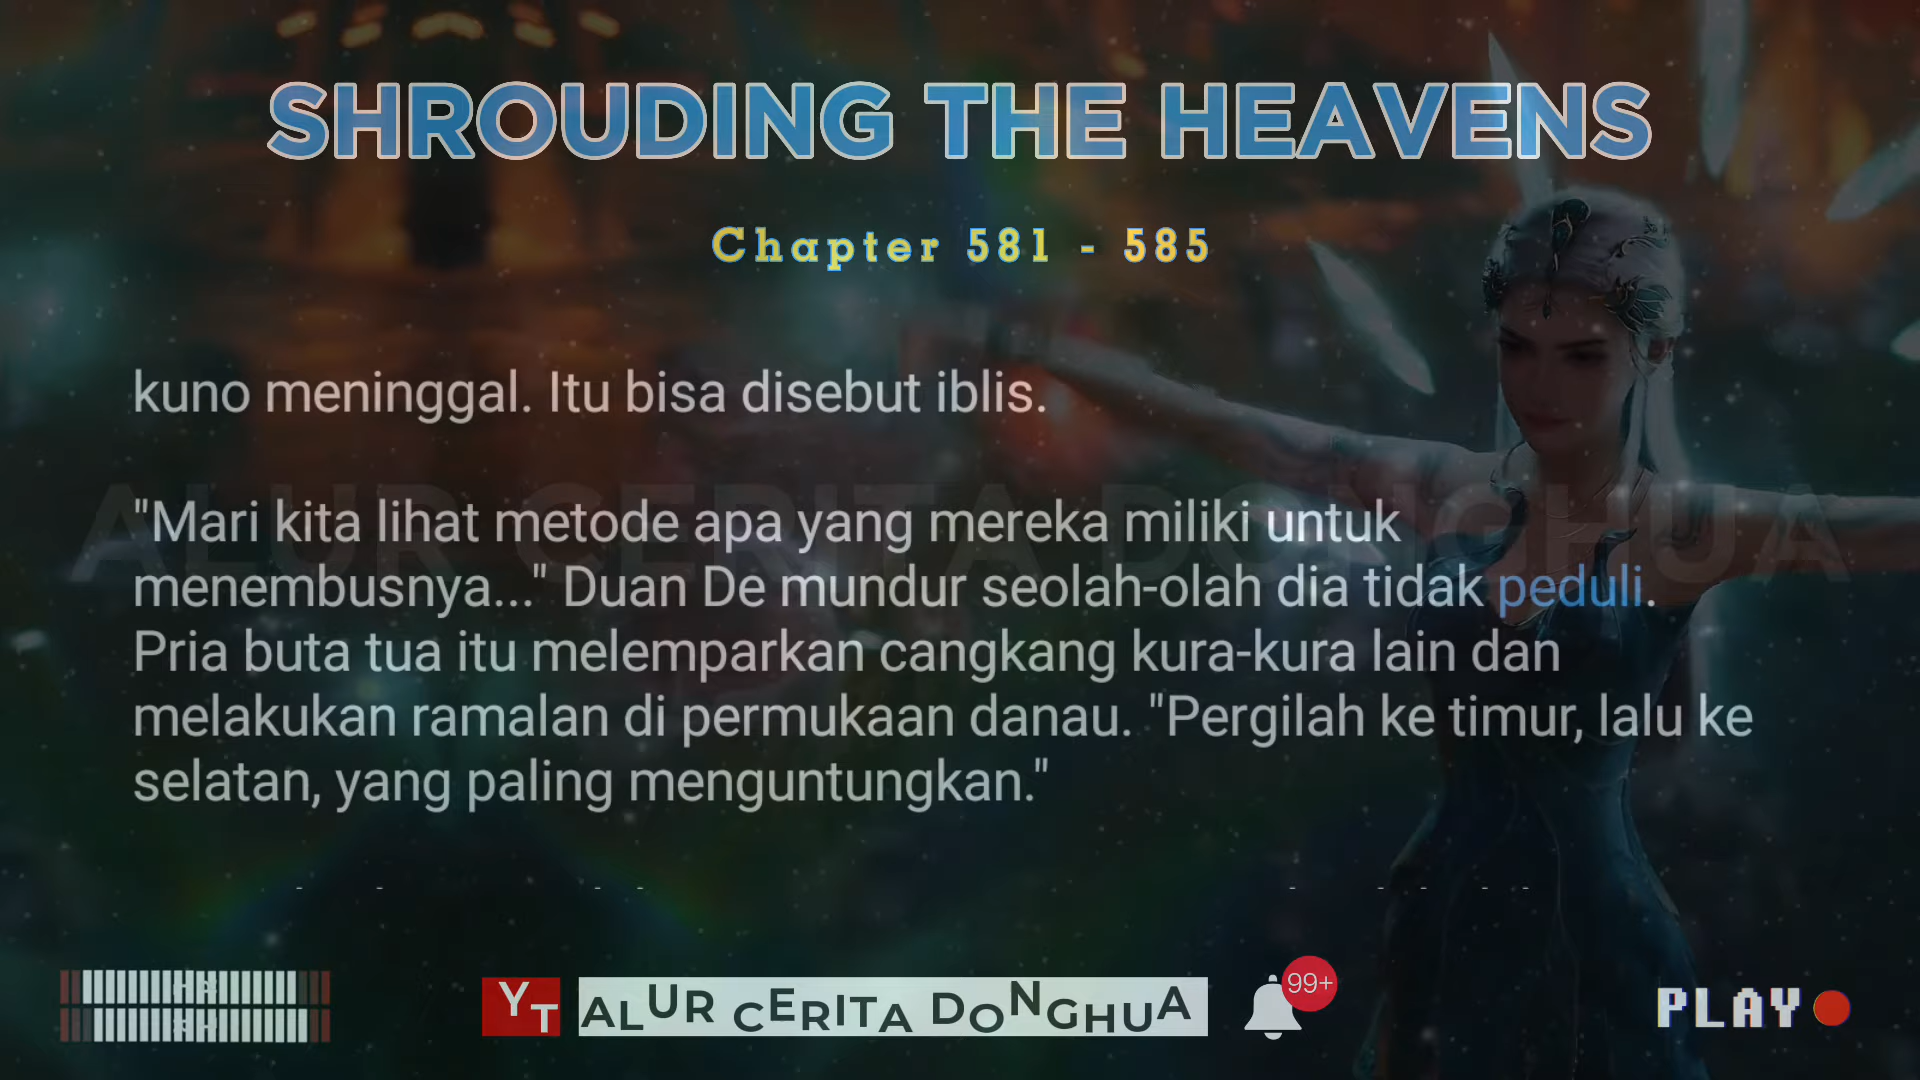 SHROUDING THE HEAVENS
Chapter 581 - 585
kuno meninggal. Itu bisa disebut iblis.
ALUR CERITA DONGHUA
"Mari kita lihat metode apa yang mereka miliki untuk
menembusnya..." Duan De mundur seolah-olah dia tidak peduli.
Pria buta tua itu melemparkan cangkang kura-kura lain dan
melakukan ramalan di permukaan danau. "Pergilah ke timur, lalu ke
selatan, yang paling menguntungkan."
YT ALUR CERITA DONGHUA 99+
PLAY